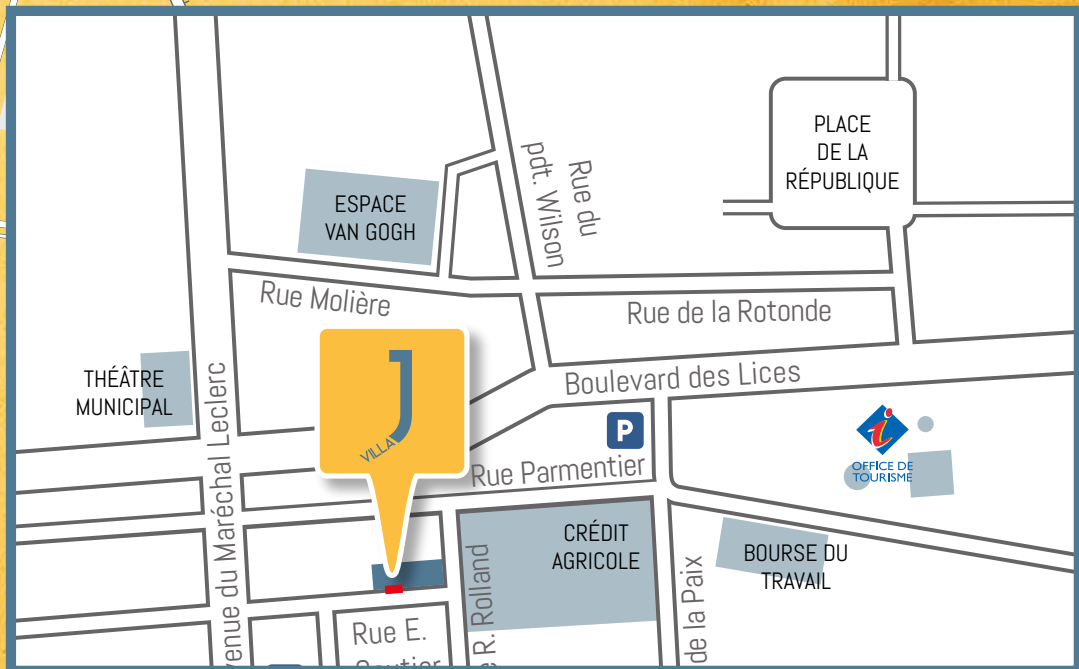 PLACE
DE LA
RÉPUBLIQUE
Rue du
pdt. Wilson
ESPACE
VAN GOGH
Rue Molière
Rue de la Rotonde
THÉÂTRE
MUNICIPAL
J
VILLA
Boulevard des Lices
P
Rue Parmentier
i
OFFICE DE
TOURISME
venue du Maréchal Leclerc
CRÉDIT
AGRICOLE
BOURSE DU
TRAVAIL
R. Rolland
de la Paix
Rue E.